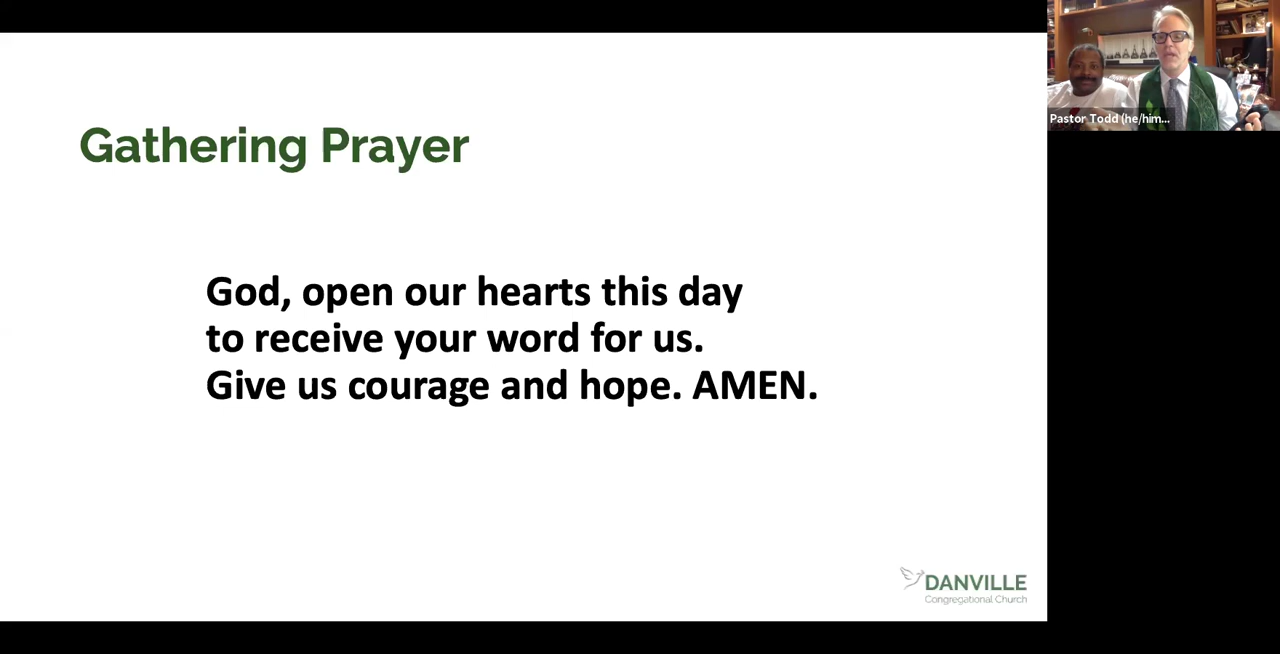 Gathering Prayer
God, open our hearts this day
to receive your word for us.
Give us courage and hope. AMEN.
DANVILLE
Congregational Church
Pastor Todd (he/him...